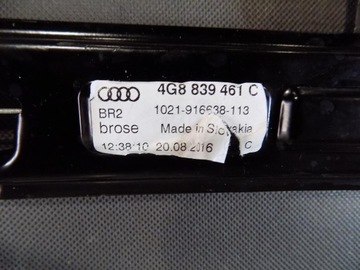 4G8 839 461 C
BR2 1021-916638-113
brose Made in Slovakia
12:38:10 20.08.2016 C